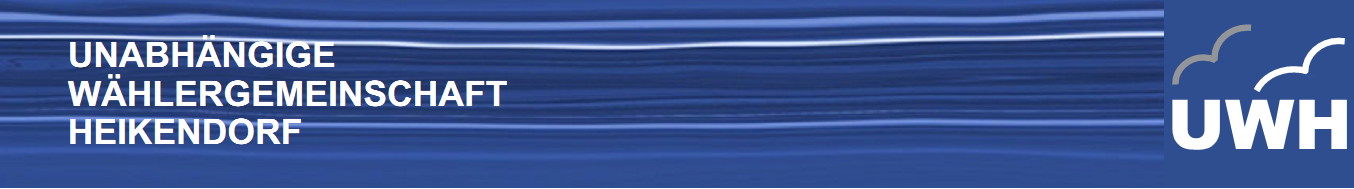 UNABHÄNGIGE
WÄHLERGEMEINSCHAFT
HEIKENDORF
UWH